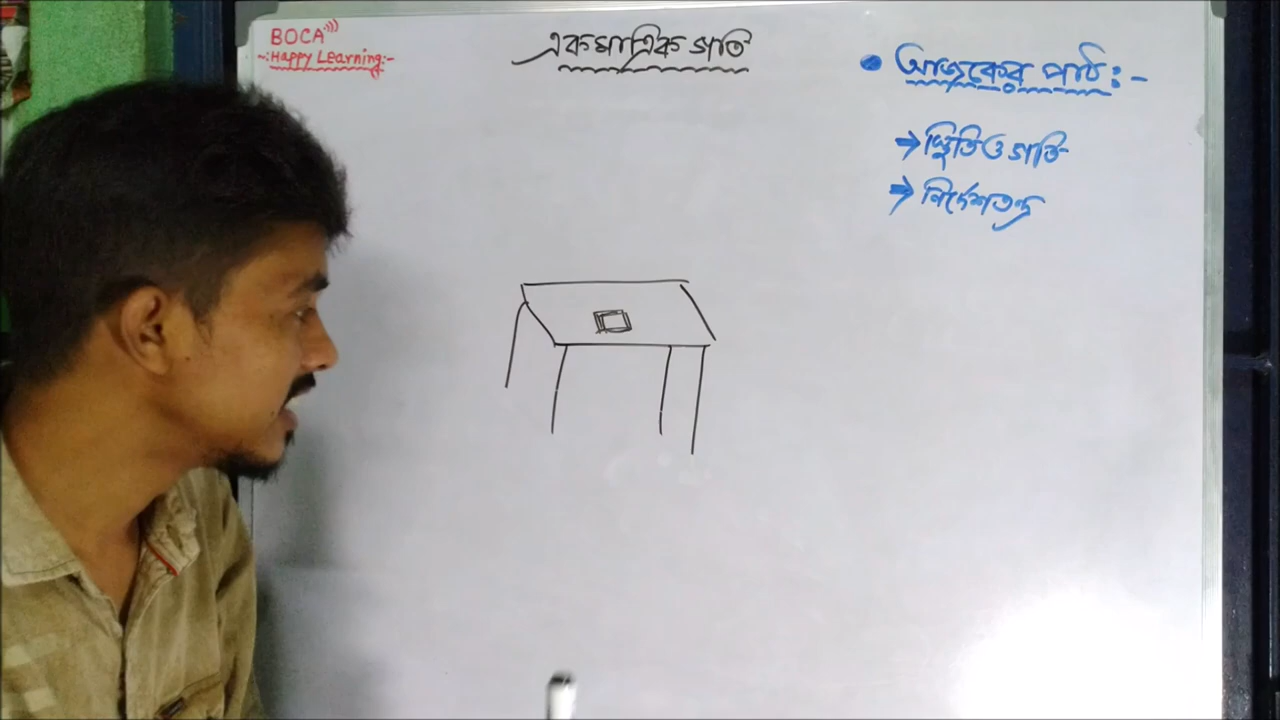 BOCA
~:Happy Learning:~
একমাত্রিক গতি
• আজকের পাঠ:-
→ স্থিতি ও গতি
→ নির্দেশতন্ত্র